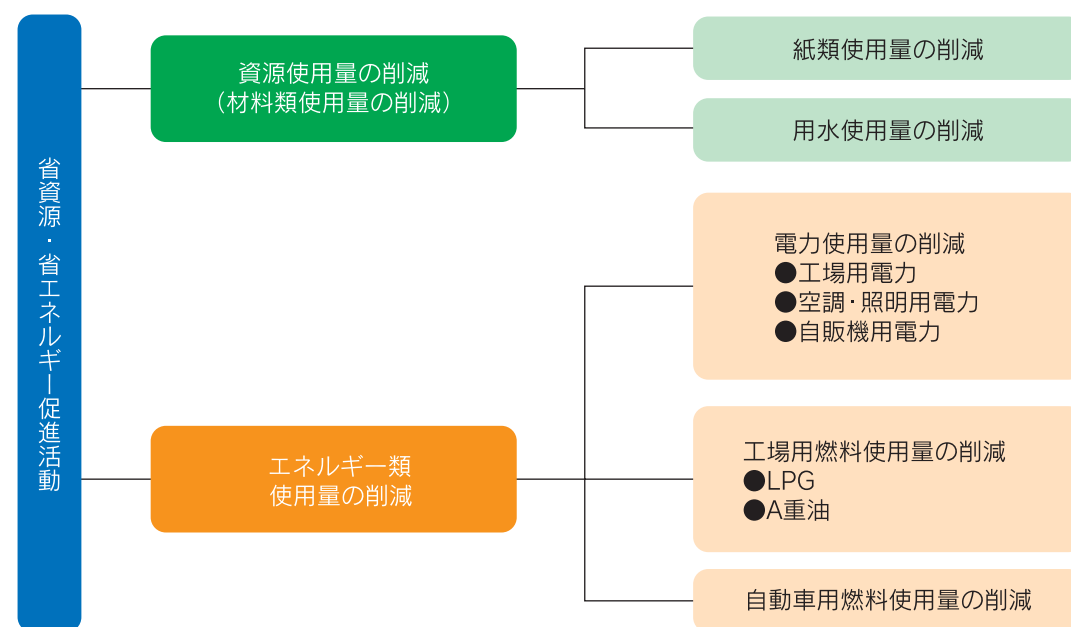 省資源・省エネルギー促進活動
資源使用量の削減
（材料類使用量の削減）
紙類使用量の削減
用水使用量の削減
エネルギー類
使用量の削減
電力使用量の削減
●工場用電力
●空調・照明用電力
●自販機用電力
工場用燃料使用量の削減
●LPG
●A重油
自動車用燃料使用量の削減